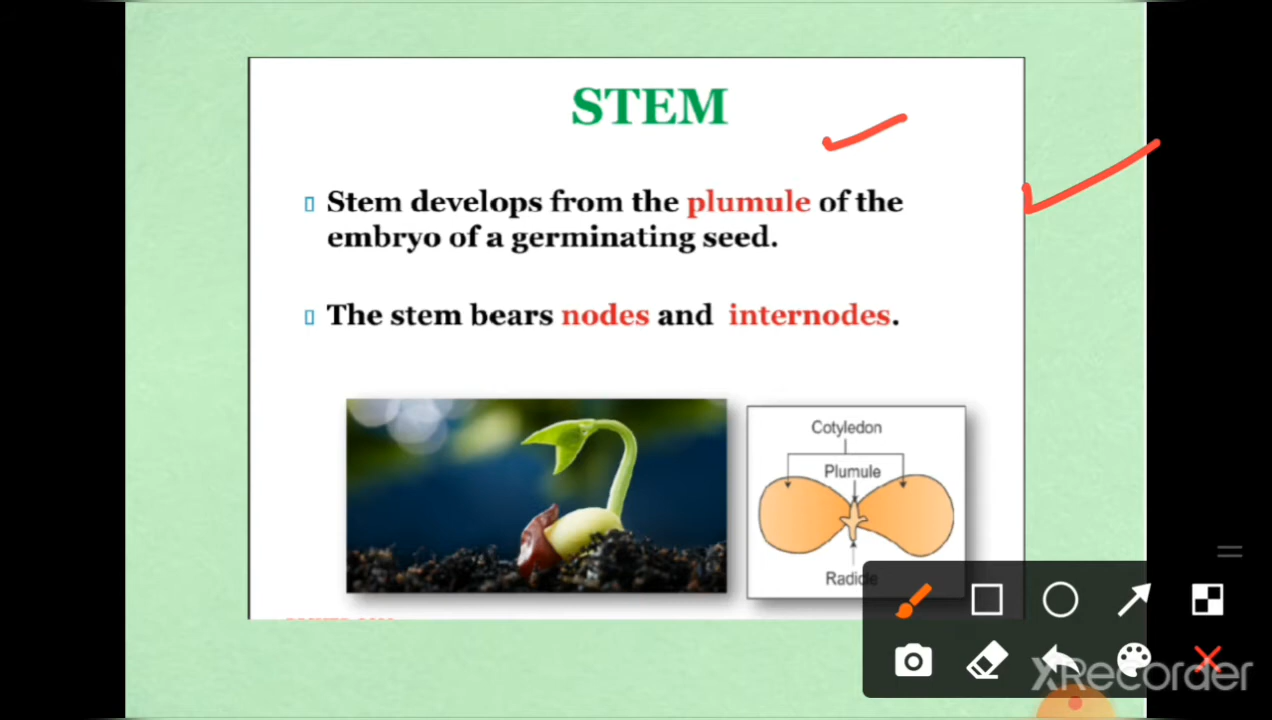 STEM
Stem develops from the plumule of the
embryo of a germinating seed.
The stem bears nodes and internodes.
Cotyledon
Plumule
Radicle
XRecorder